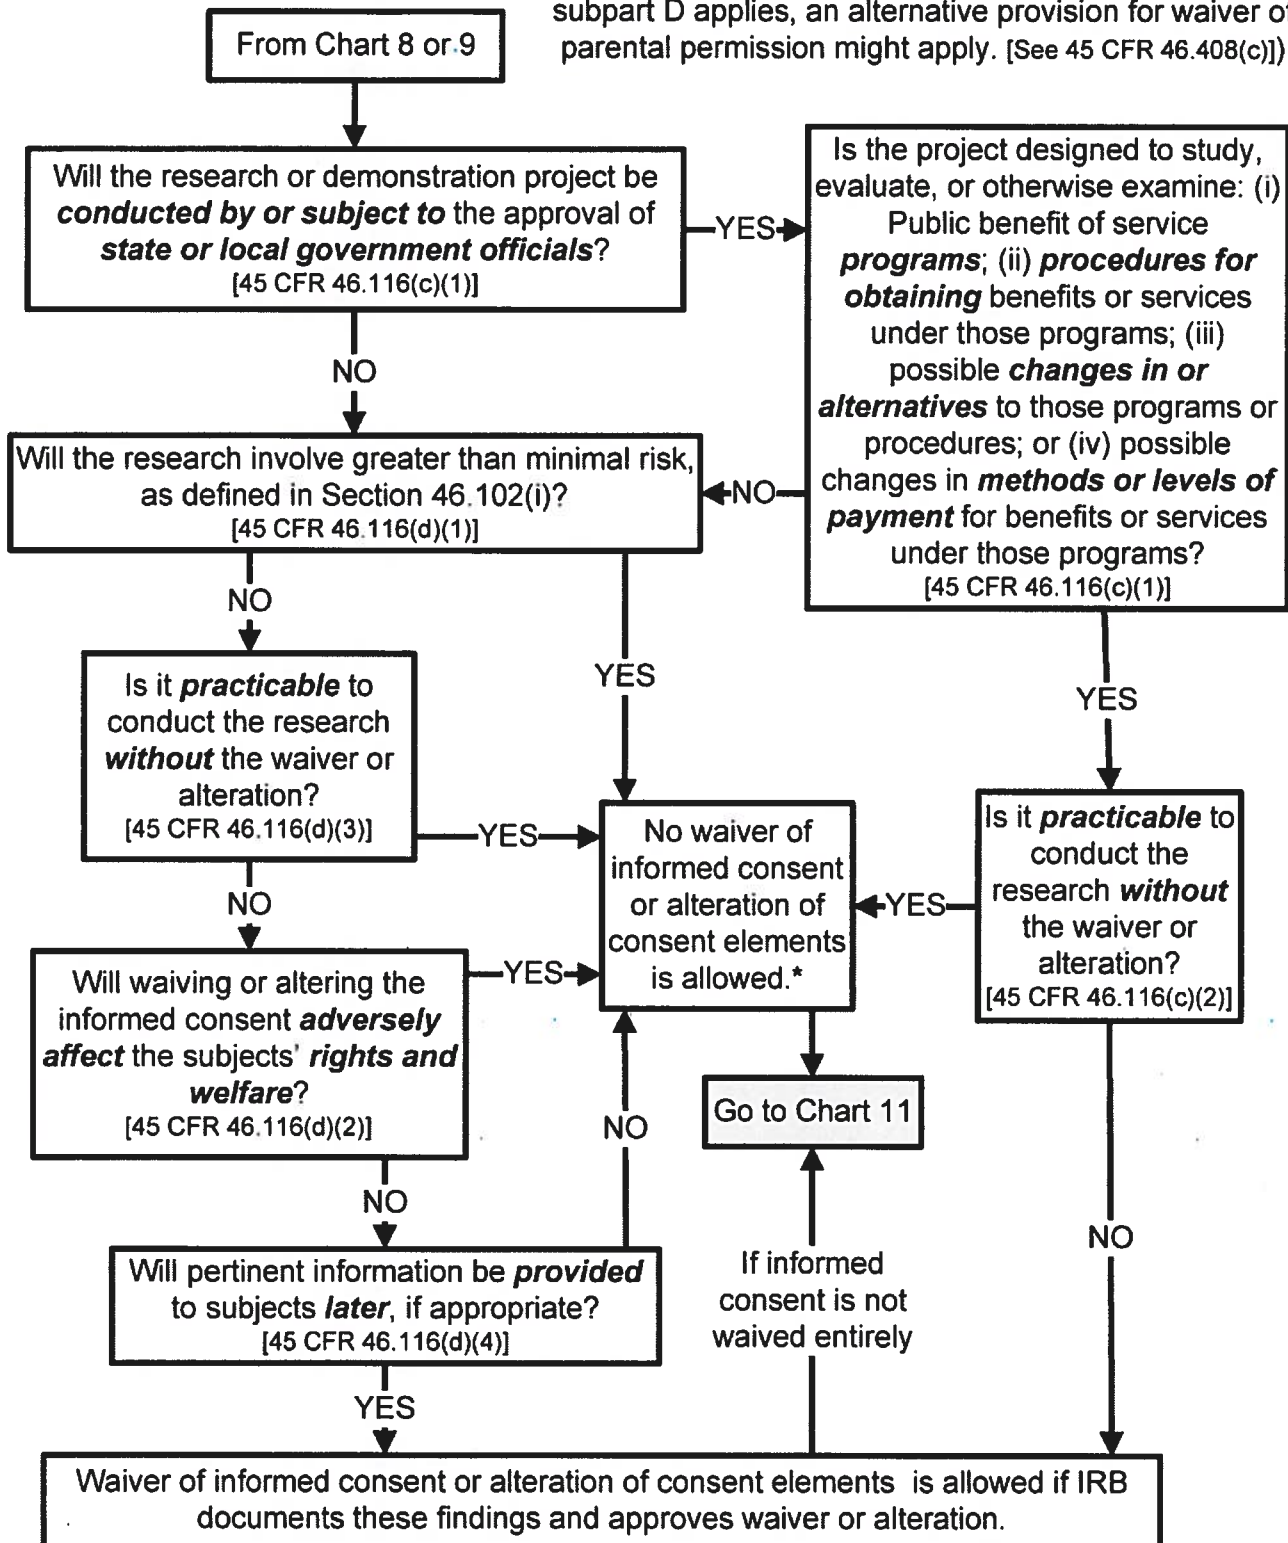 subpart D applies, an alternative provision for waiver of
parental permission might apply. [See 45 CFR 46.408(c)])
From Chart 8 or 9
Will the research or demonstration project be
conducted by or subject to the approval of
state or local government officials?
[45 CFR 46.116(c)(1)]
YES
Is the project designed to study,
evaluate, or otherwise examine: (i)
Public benefit of service
programs; (ii) procedures for
obtaining benefits or services
under those programs; (iii)
possible changes in or
alternatives to those programs or
procedures; or (iv) possible
changes in methods or levels of
payment for benefits or services
under those programs?
[45 CFR 46.116(c)(1)]
NO
NO
Will the research involve greater than minimal risk,
as defined in Section 46.102(i)?
[45 CFR 46.116(d)(1)]
NO
YES
YES
Is it practicable to
conduct the research
without the waiver or
alteration?
[45 CFR 46.116(d)(3)]
YES
No waiver of
informed consent
or alteration of
consent elements
is allowed.*
YES
Is it practicable to
conduct the
research without
the waiver or
alteration?
[45 CFR 46.116(c)(2)]
NO
Will waiving or altering the
informed consent adversely
affect the subjects' rights and
welfare?
[45 CFR 46.116(d)(2)]
YES
NO
Go to Chart 11
NO
NO
Will pertinent information be provided
to subjects later, if appropriate?
[45 CFR 46.116(d)(4)]
If informed
consent is not
waived entirely
YES
Waiver of informed consent or alteration of consent elements is allowed if IRB
documents these findings and approves waiver or alteration.